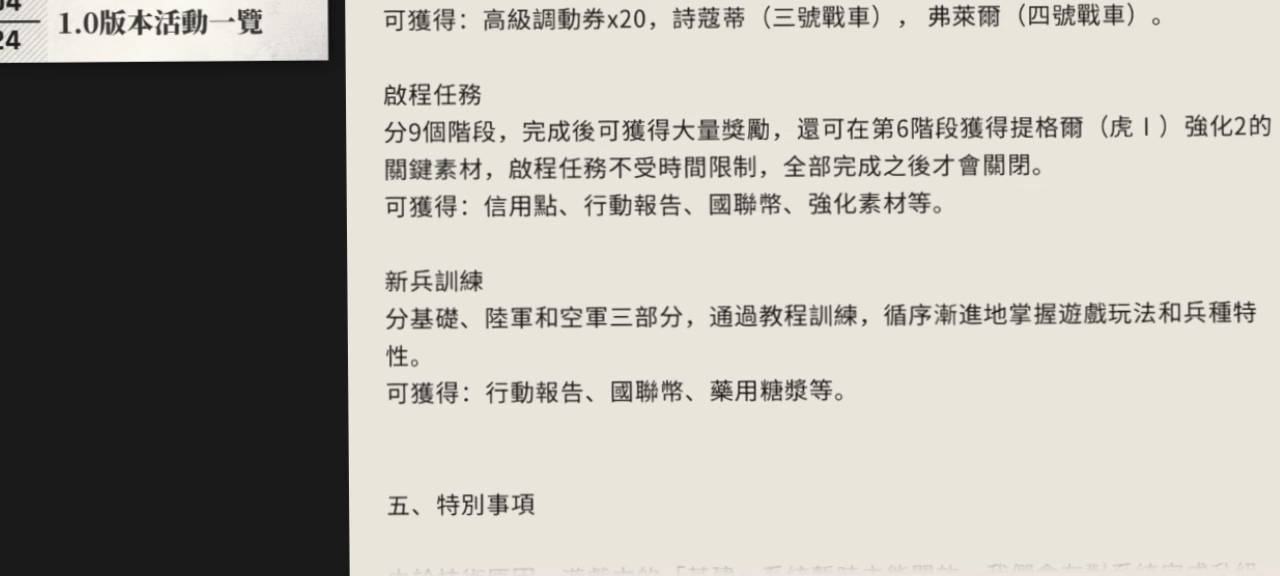 04
24
1.0版本活動一覽
可獲得：高級調動券x20，詩蔻蒂（三號戰車）， 弗萊爾（四號戰車）。
啟程任務
分9個階段，完成後可獲得大量獎勵，還可在第6階段獲得提格爾（虎Ⅰ）強化2的
關鍵素材，啟程任務不受時間限制，全部完成之後才會關閉。
可獲得：信用點、行動報告、國聯幣、強化素材等。
新兵訓練
分基礎、陸軍和空軍三部分，通過教程訓練，循序漸進地掌握遊戲玩法和兵種特
性。
可獲得：行動報告、國聯幣、藥用糖漿等。
五、特別事項